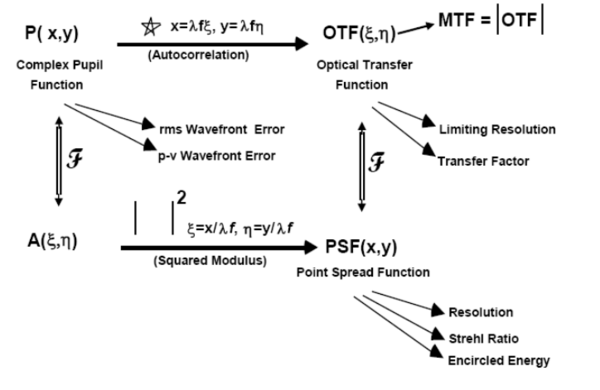 P( x,y)
☆ x=λfξ, y=λfη
OTF(ξ,η)
MTF = |OTF|
(Autocorrelation)
Complex Pupil
Function
Optical Transfer
Function
rms Wavefront Error
p-v Wavefront Error
Limiting Resolution
Transfer Factor
ℱ
ℱ
| |²
ξ=x/λf, η=y/λf
A(ξ,η)
PSF(x,y)
(Squared Modulus)
Point Spread Function
Resolution
Strehl Ratio
Encircled Energy